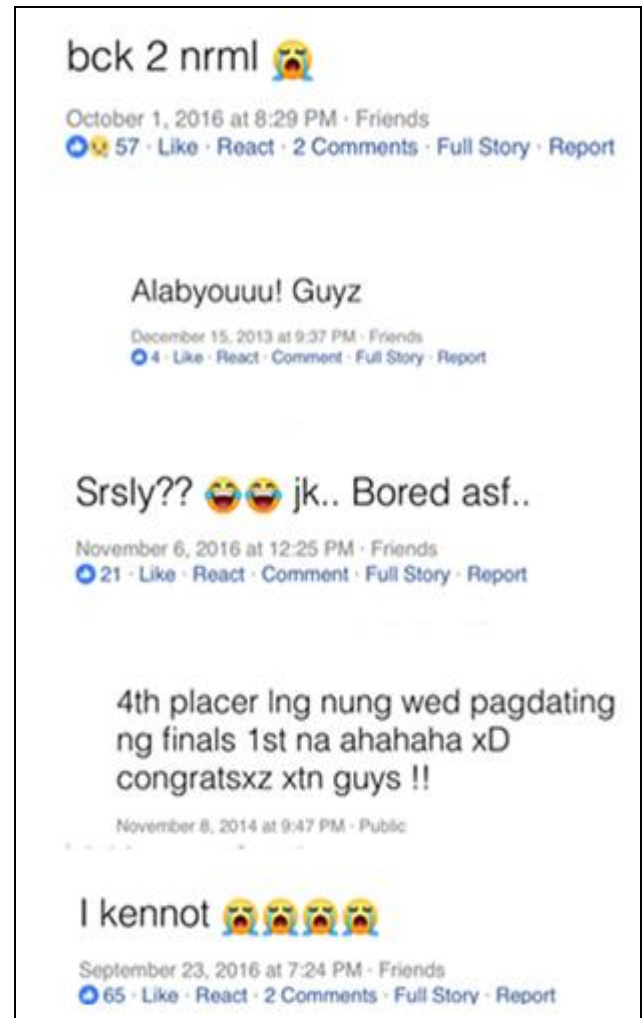 bck 2 nrml 😭
October 1, 2016 at 8:29 PM · Friends
57 · Like · React · 2 Comments · Full Story · Report
Alabyouuu! Guyz
December 15, 2013 at 9:37 PM · Friends
4 · Like · React · Comment · Full Story · Report
Srsly?? 😂😂 jk.. Bored asf..
November 6, 2016 at 12:25 PM · Friends
21 · Like · React · Comment · Full Story · Report
4th placer lng nung wed pagdating
ng finals 1st na ahahaha xD
congratsxz xtn guys !!
November 8, 2014 at 9:47 PM · Public
I kennot 😭😭😭😭
September 23, 2016 at 7:24 PM · Friends
65 · Like · React · 2 Comments · Full Story · Report